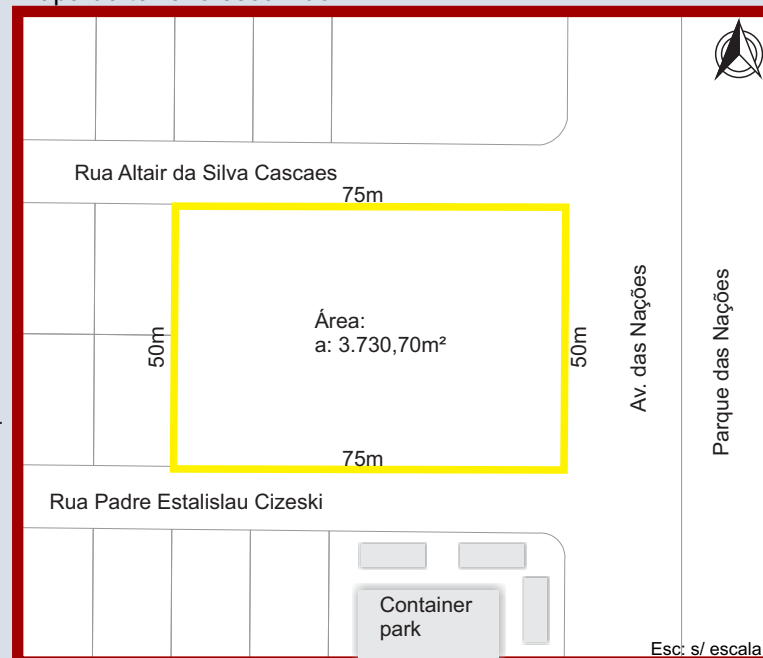 Rua Altair da Silva Cascaes
75m
Área:
a: 3.730,70m²
50m
50m
75m
Av. das Nações
Parque das Nações
Rua Padre Estalislau Cizeski
Container
park
Esc: s/ escala